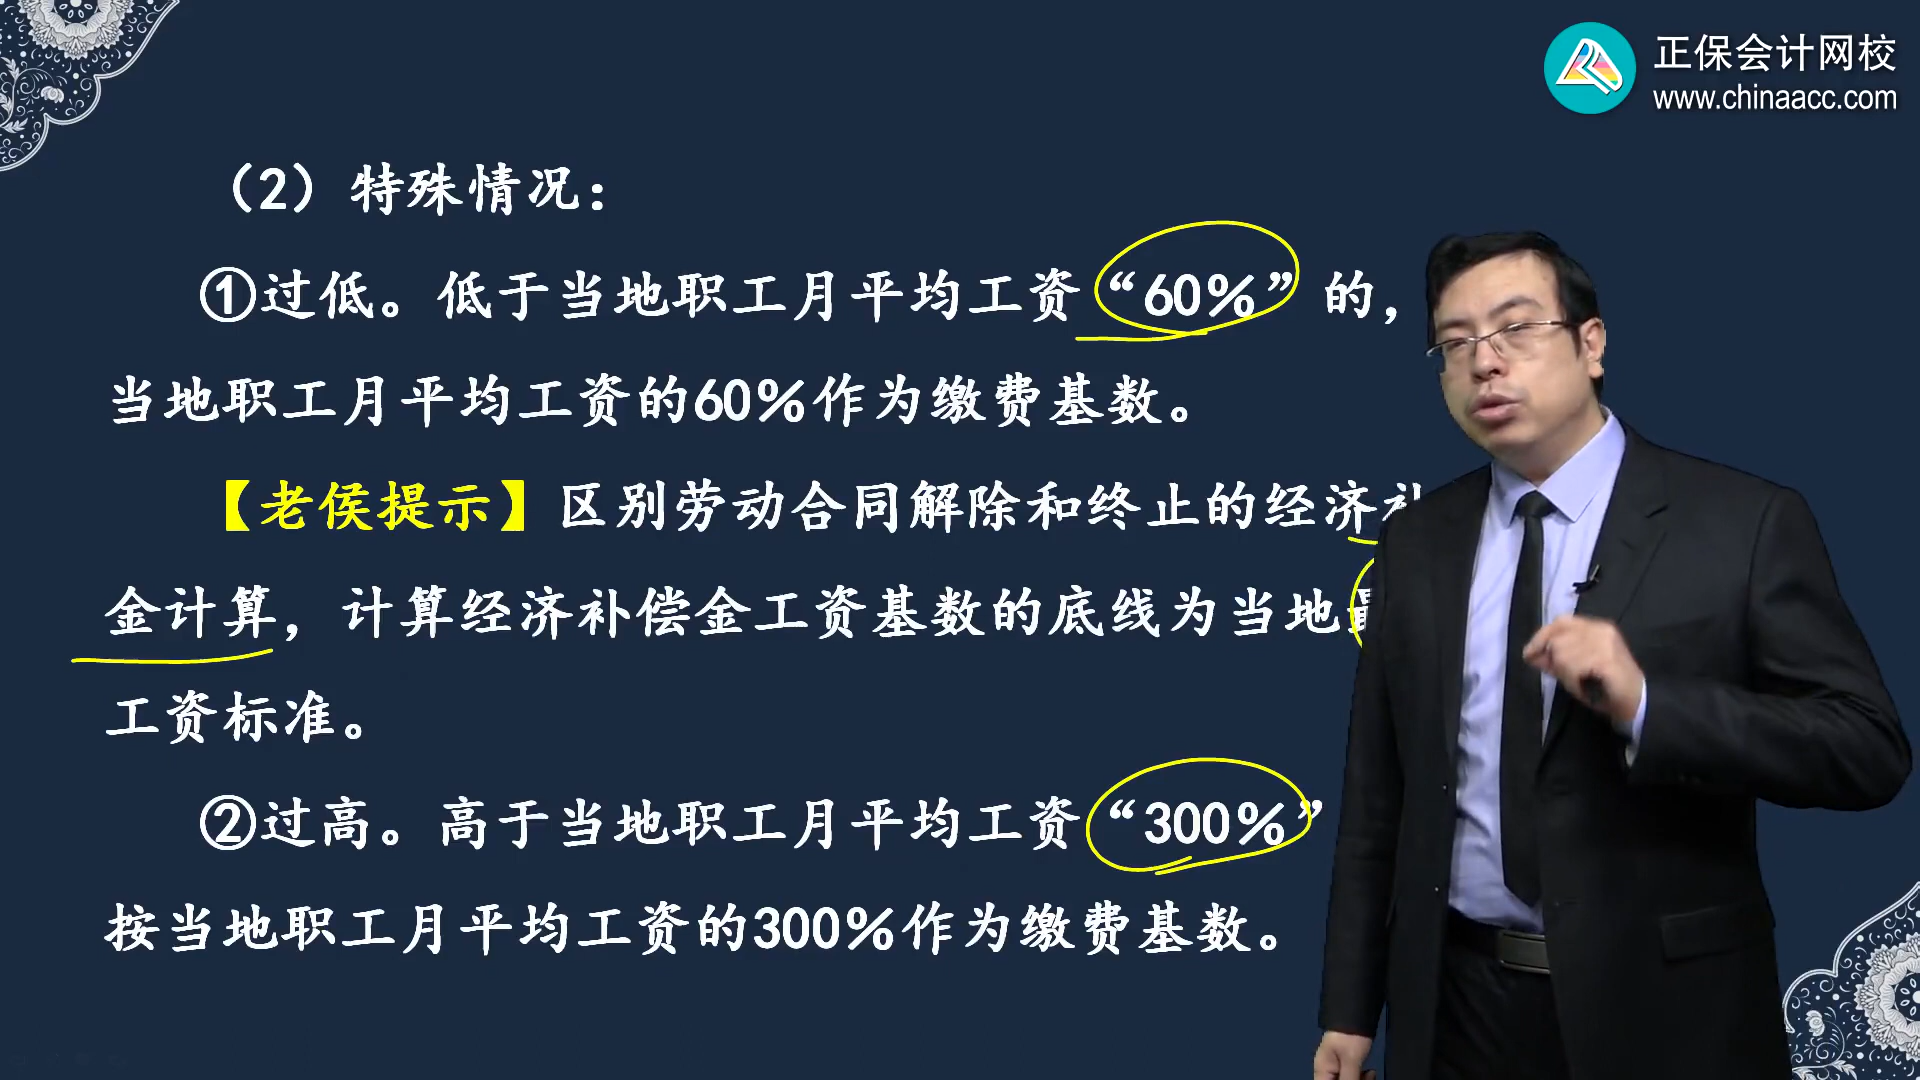 正保会计网校
www.chinaacc.com
（2）特殊情况：
①过低。低于当地职工月平均工资“60%”的，
当地职工月平均工资的60%作为缴费基数。
【老侯提示】区别劳动合同解除和终止的经济
金计算，计算经济补偿金工资基数的底线为当地
工资标准。
②过高。高于当地职工月平均工资“300%”
按当地职工月平均工资的300%作为缴费基数。